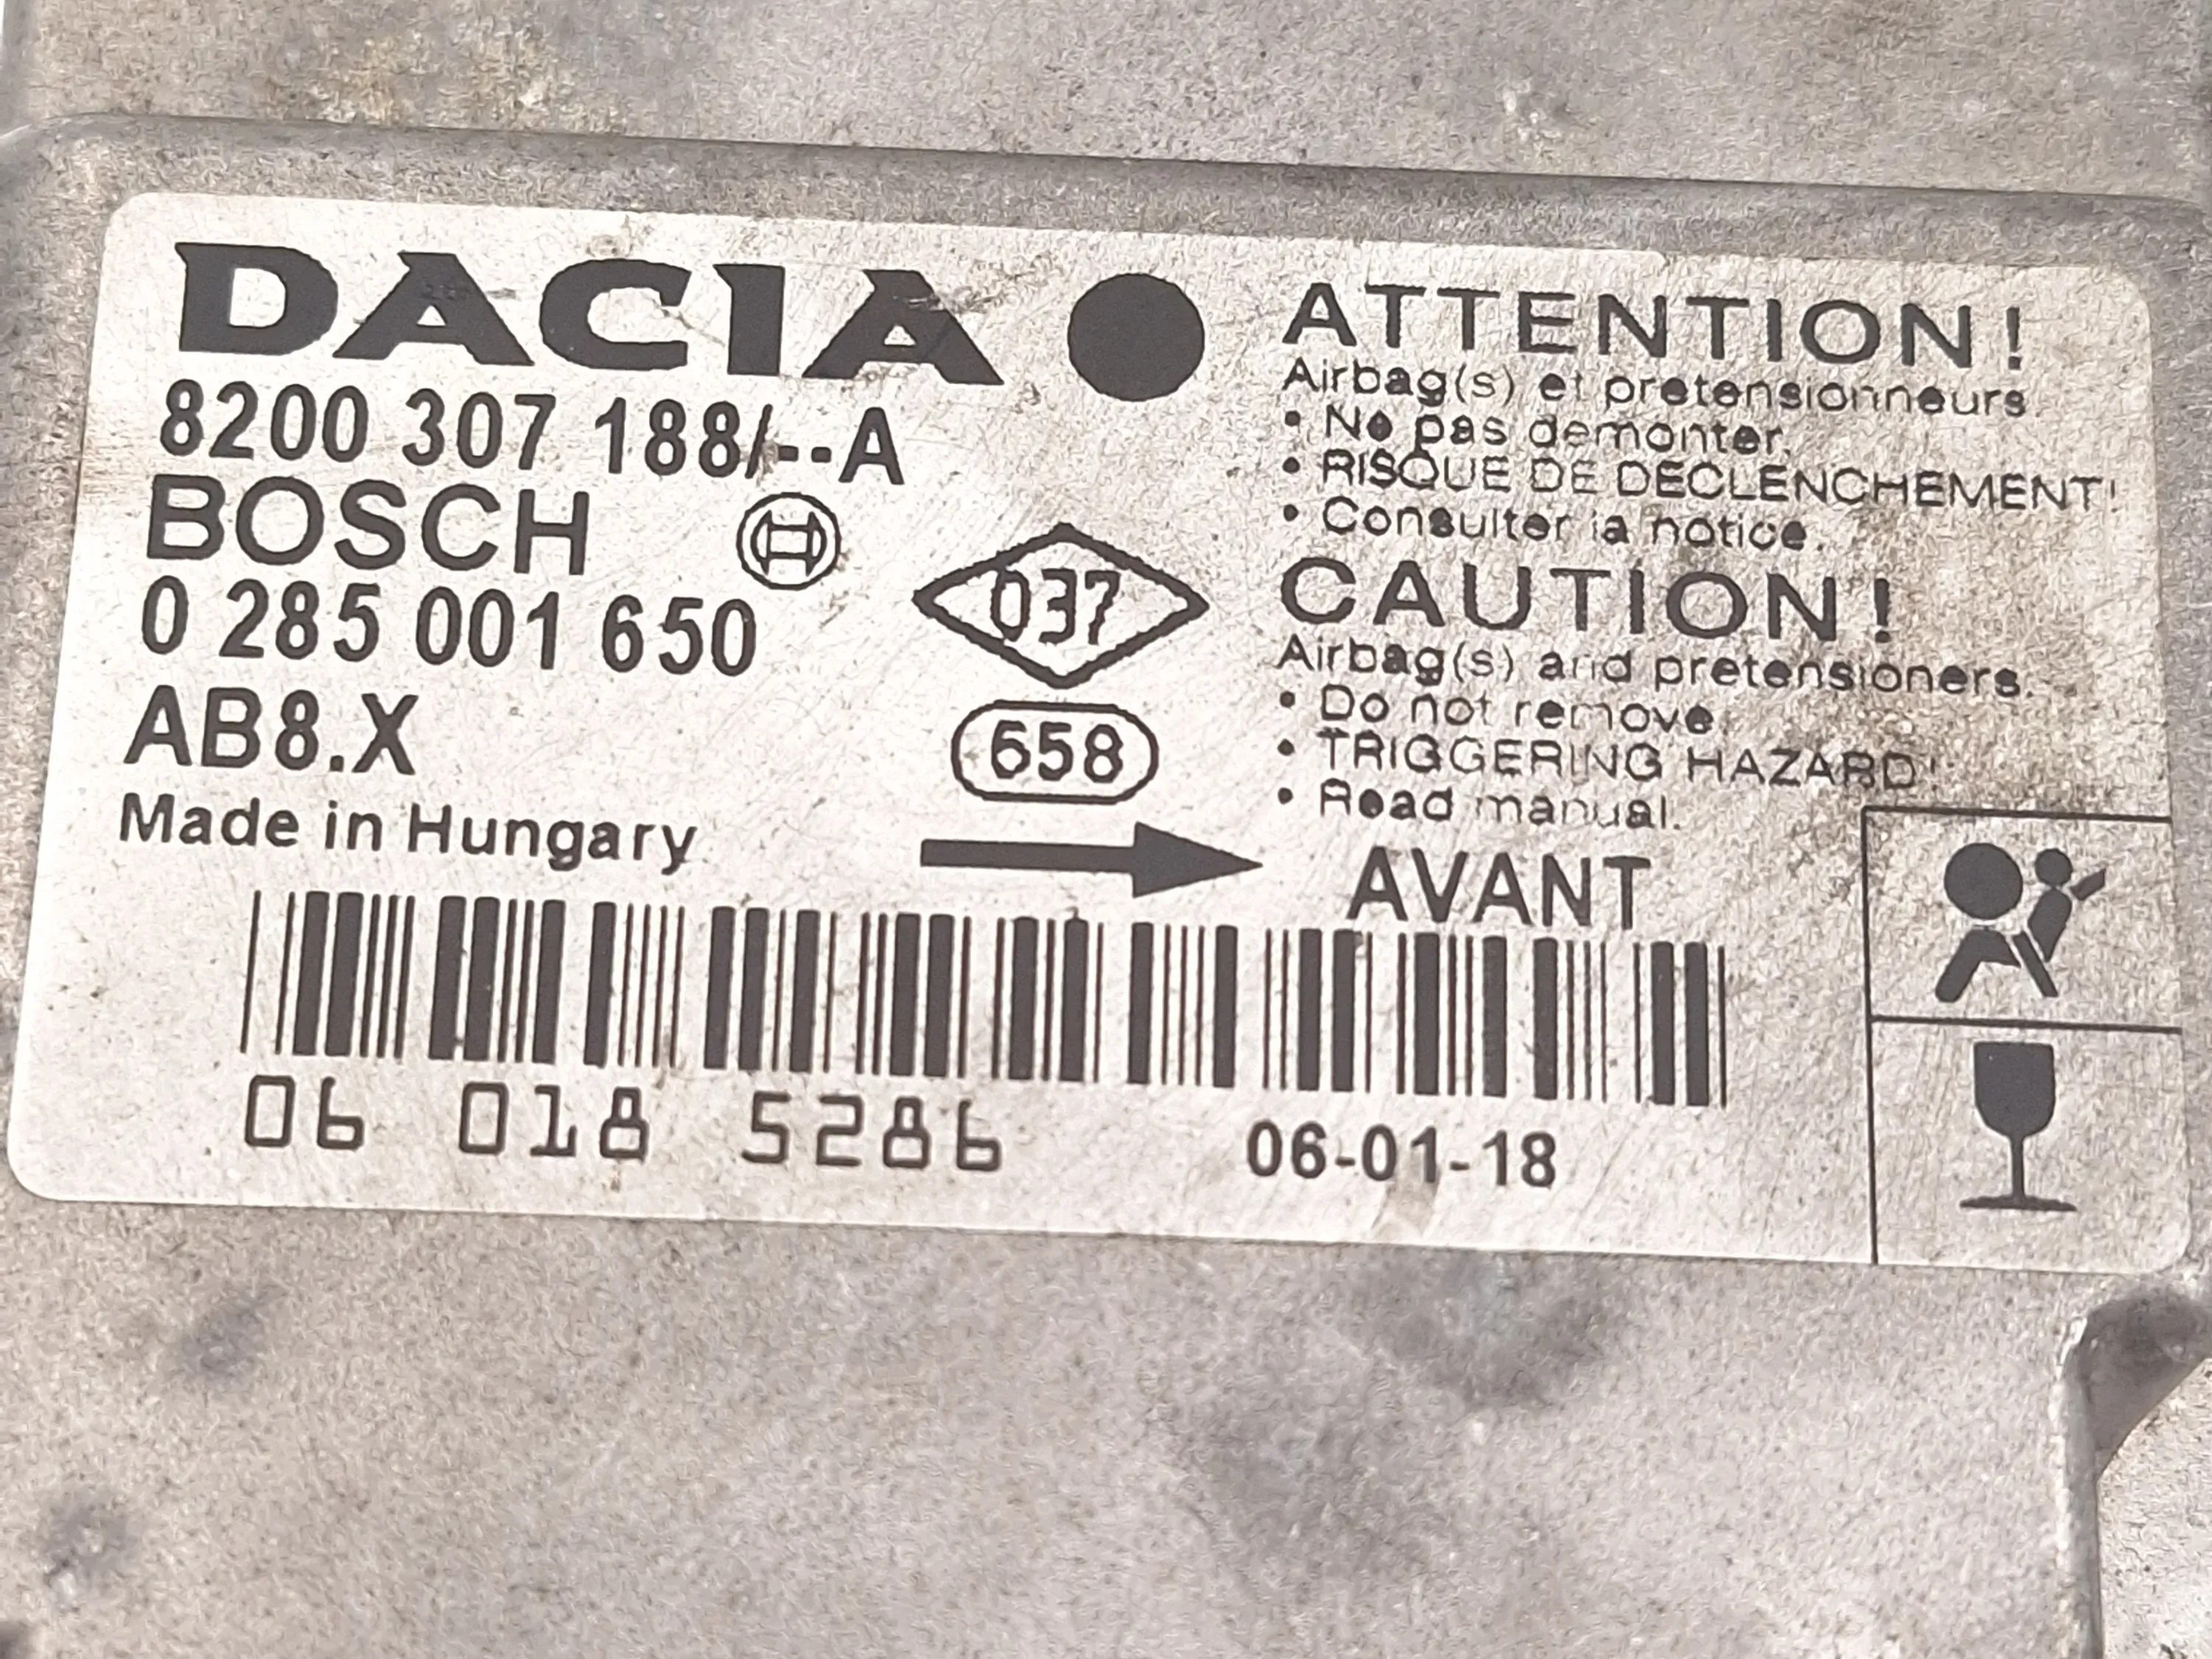 DACIA
8200 307 188/--A
BOSCH
0 285 001 650
AB8.X
Made in Hungary
037
658
ATTENTION!
Airbag(s) et pretensionneurs.
• No pas demonter.
• RISQUE DE DECLENCHEMENT!
• Consulter la notice.
CAUTION!
Airbag(s) and pretensioners.
• Do not remove.
• TRIGGERING HAZARD!
• Read manual.
AVANT
06 018 5286
06-01-18